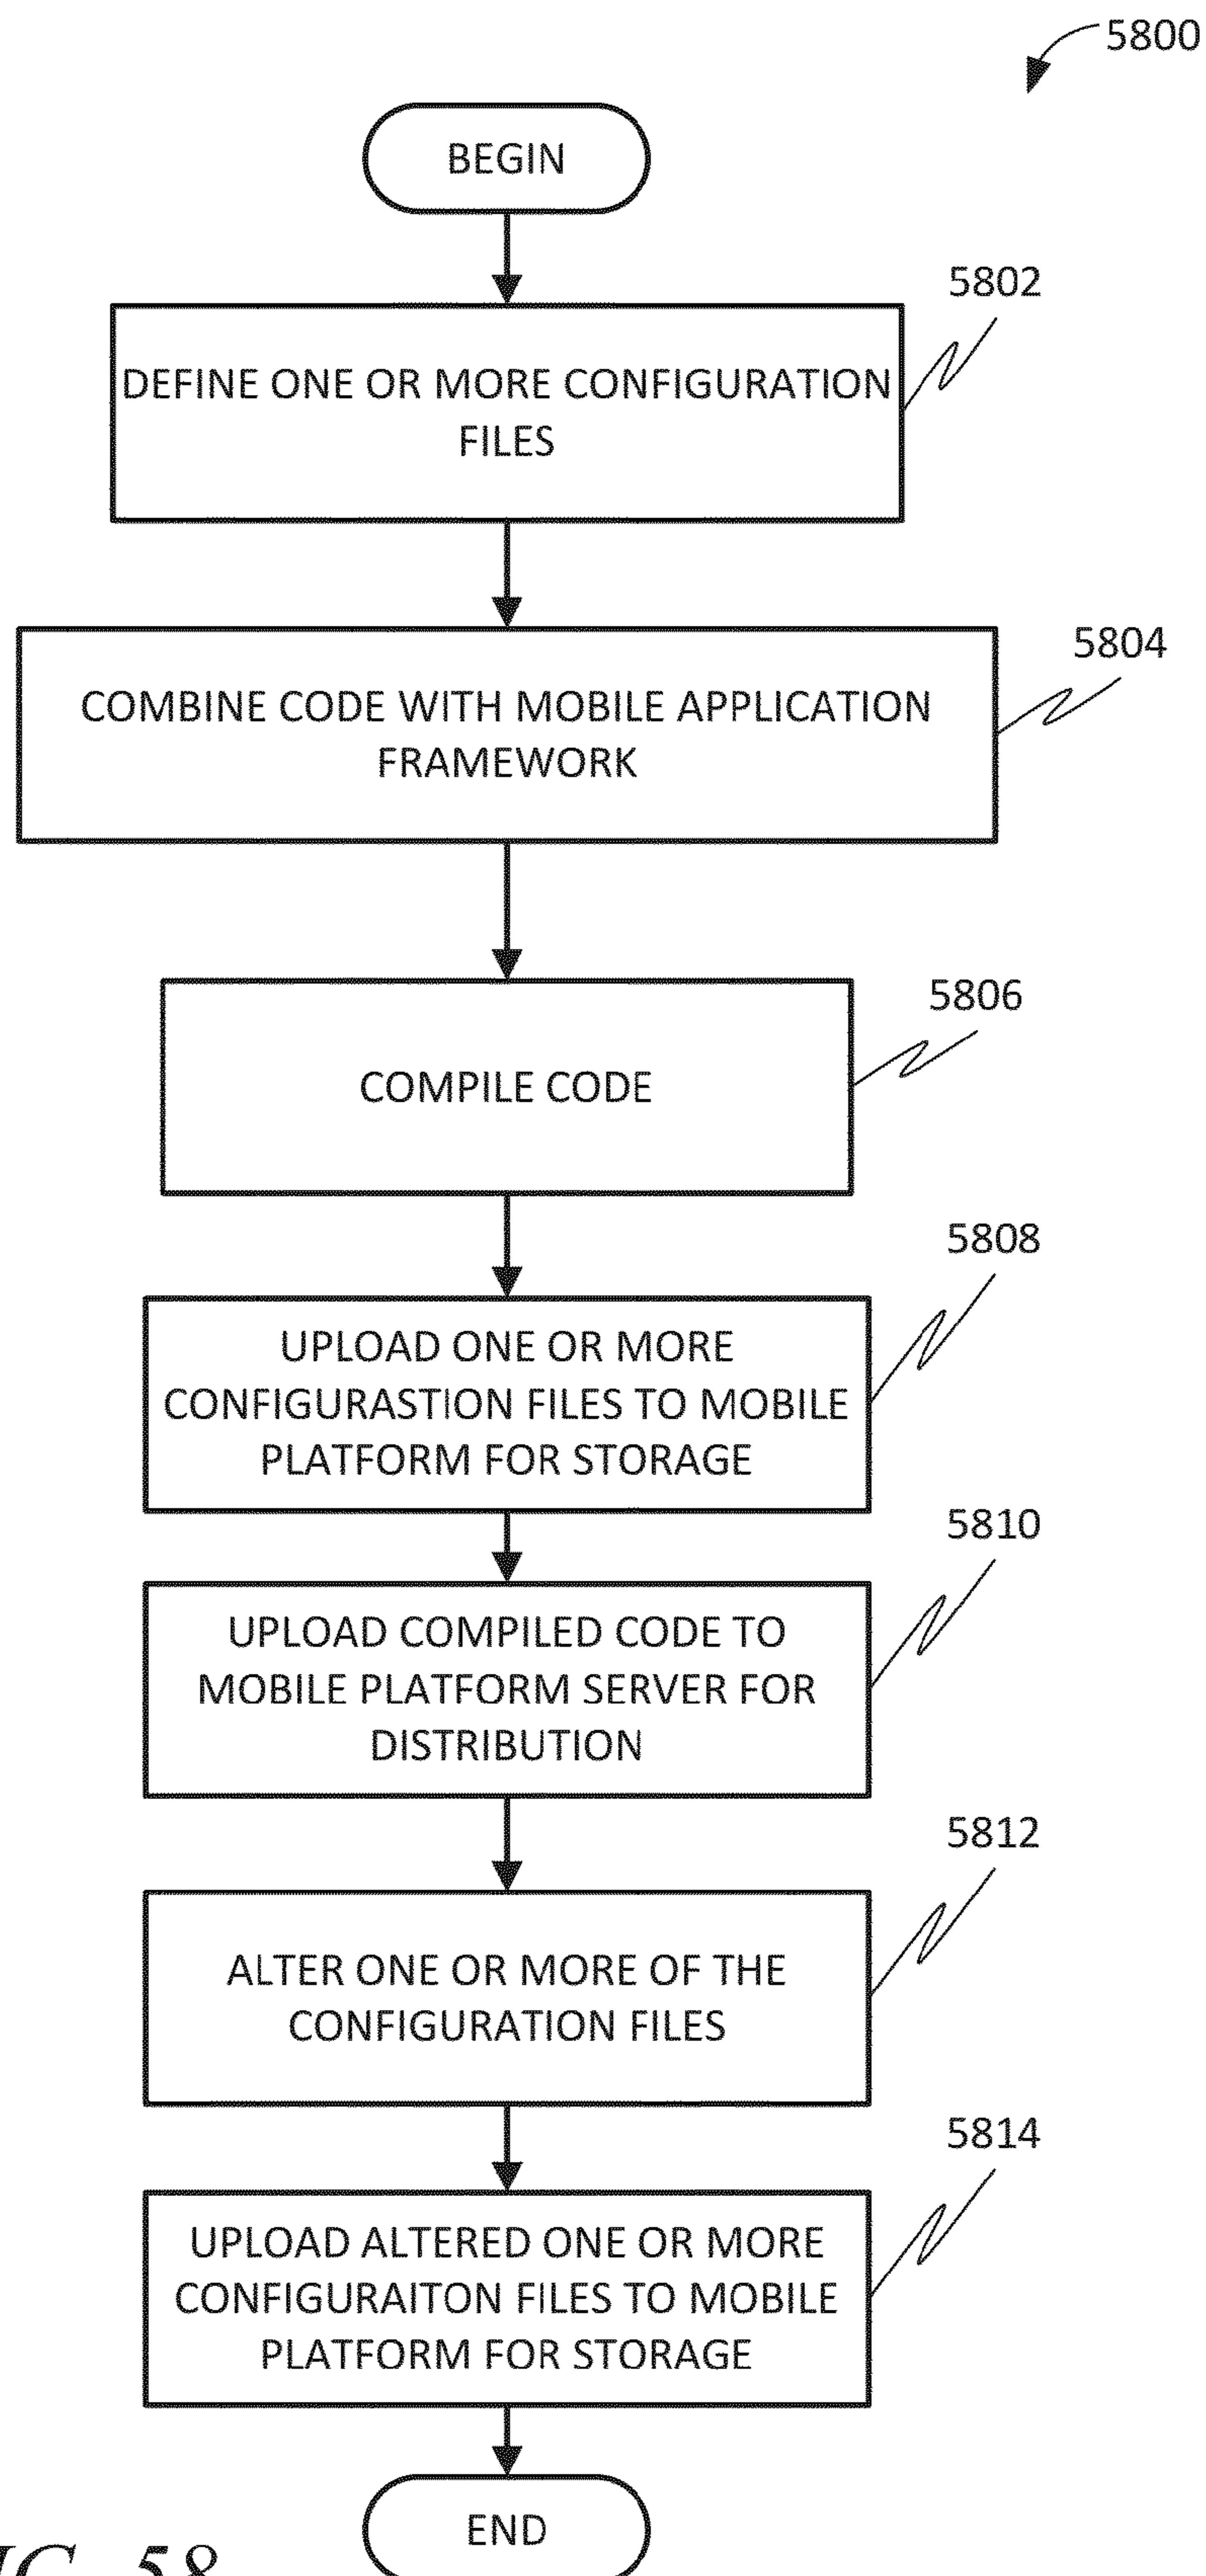 5800
BEGIN
5802
DEFINE ONE OR MORE CONFIGURATION
FILES
5804
COMBINE CODE WITH MOBILE APPLICATION
FRAMEWORK
5806
COMPILE CODE
5808
UPLOAD ONE OR MORE
CONFIGURASTION FILES TO MOBILE
PLATFORM FOR STORAGE
5810
UPLOAD COMPILED CODE TO
MOBILE PLATFORM SERVER FOR
DISTRIBUTION
5812
ALTER ONE OR MORE OF THE
CONFIGURATION FILES
5814
UPLOAD ALTERED ONE OR MORE
CONFIGURAITON FILES TO MOBILE
PLATFORM FOR STORAGE
END
58